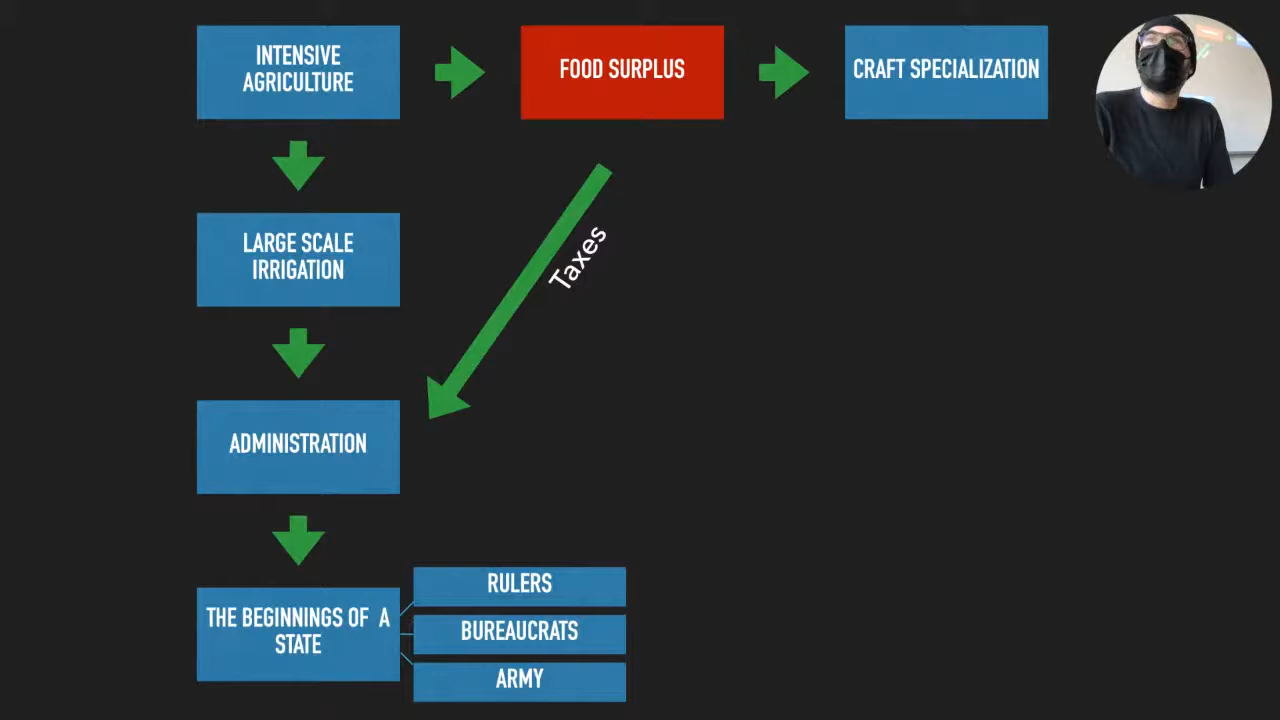 INTENSIVE
AGRICULTURE
FOOD SURPLUS
CRAFT SPECIALIZATION
LARGE SCALE
IRRIGATION
Taxes
ADMINISTRATION
THE BEGINNINGS OF A
STATE
RULERS
BUREAUCRATS
ARMY